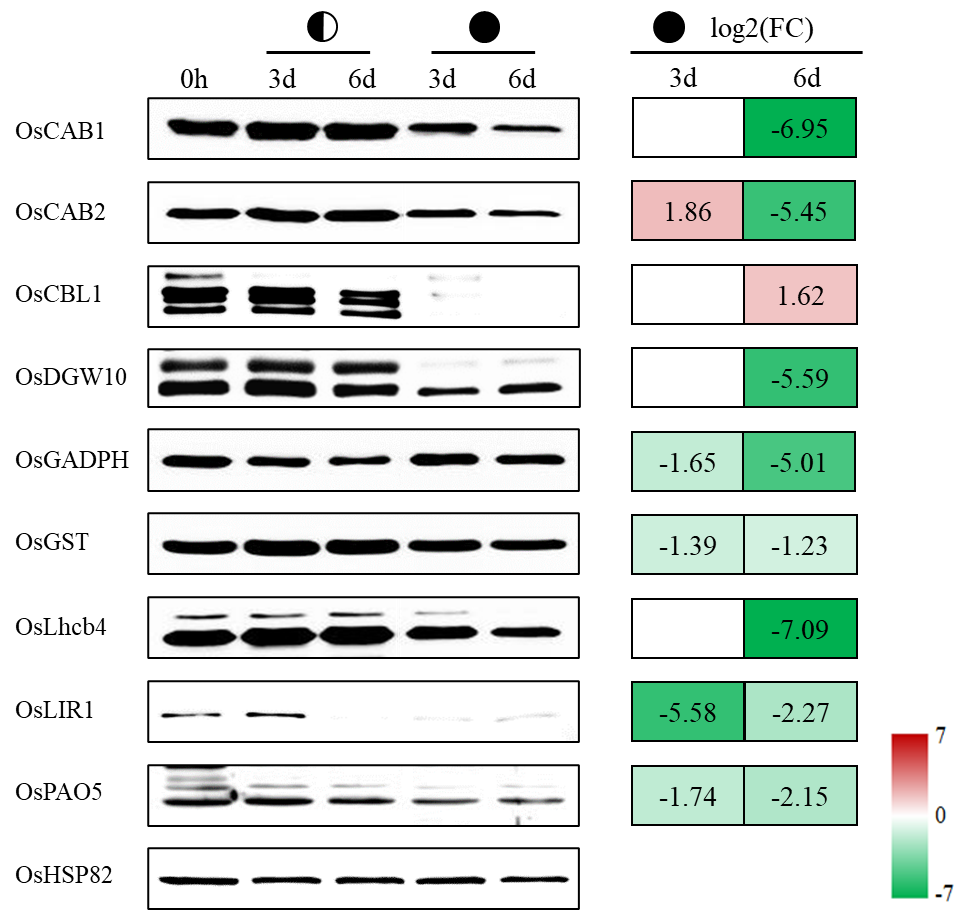 log2(FC)
0h 3d 6d 3d 6d 3d 6d
OsCAB1 -6.95
OsCAB2 1.86 -5.45
OsCBL1 1.62
OsDGW10 -5.59
OsGADPH -1.65 -5.01
OsGST -1.39 -1.23
OsLhcb4 -7.09
OsLIR1 -5.58 -2.27
7
OsPAO5 -1.74 -2.15
0
OsHSP82
-7